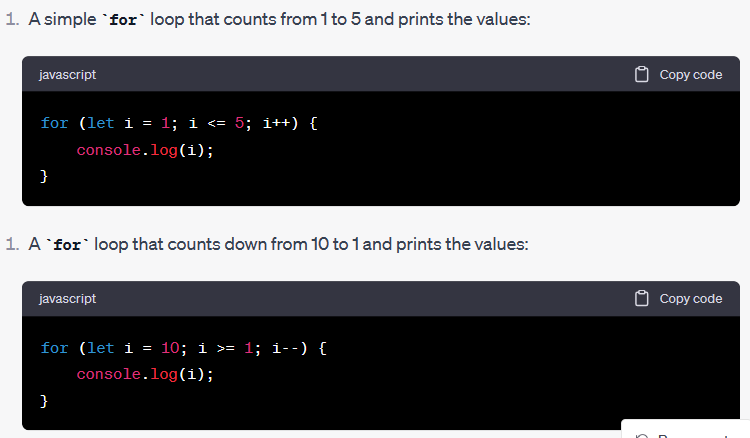 1. A simple `for` loop that counts from 1 to 5 and prints the values:
javascript Copy code
for (let i = 1; i <= 5; i++) {
    console.log(i);
}
1. A `for` loop that counts down from 10 to 1 and prints the values:
javascript Copy code
for (let i = 10; i >= 1; i--) {
    console.log(i);
}